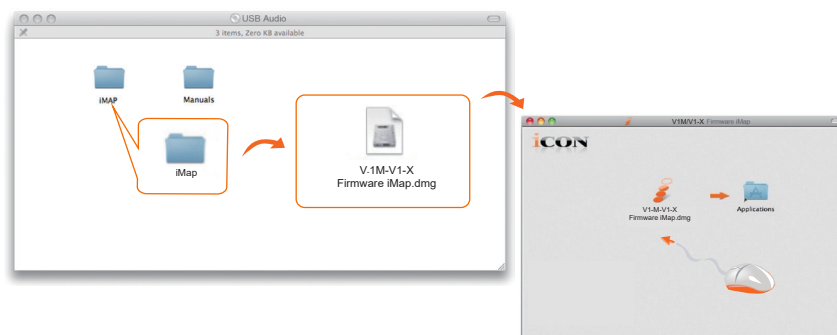 USB Audio
3 items, Zero KB available
iMAP
Manuals
iMap
V-1M-V1-X
Firmware iMap.dmg
V1M/V1-X Firmware iMap
iCON
V1-M-V1-X
Firmware iMap.dmg
Applications